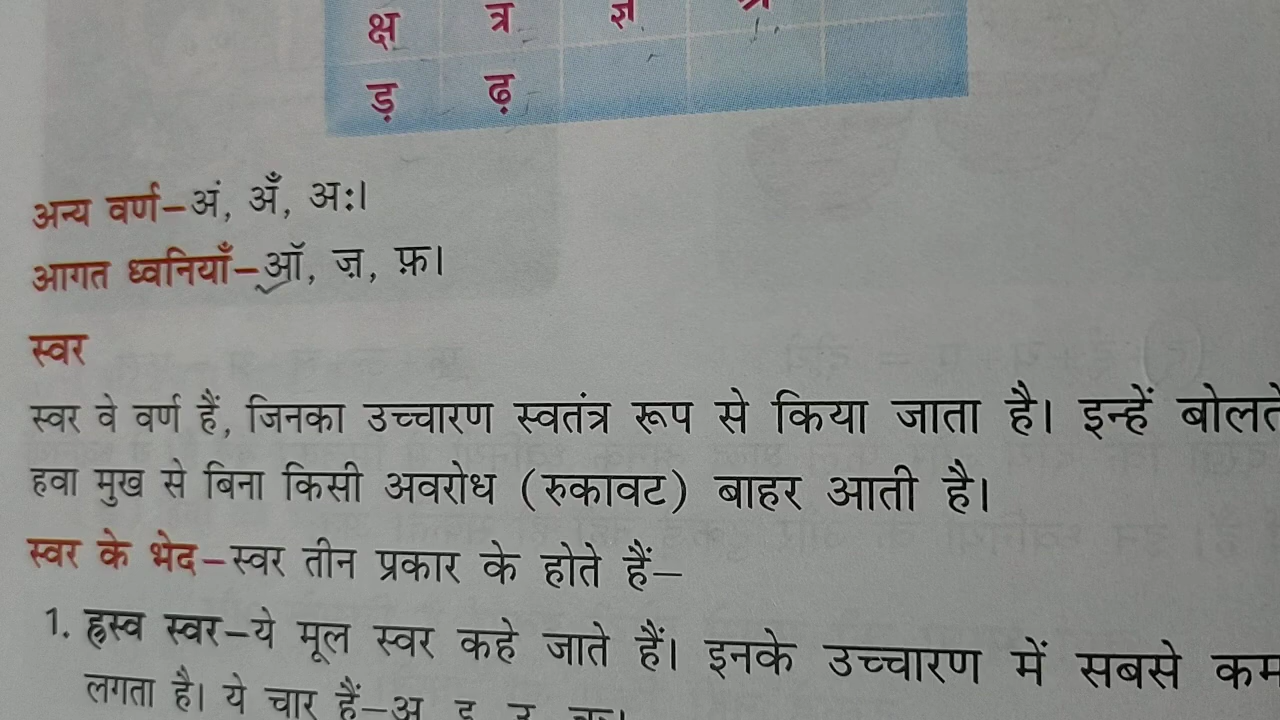 क्ष त्र ज्ञ श्र
ड़ ढ़
अन्य वर्ण–अं, अँ, अः।
आगत ध्वनियाँ–ऑ, ज़, फ़।
स्वर
स्वर वे वर्ण हैं, जिनका उच्चारण स्वतंत्र रूप से किया जाता है। इन्हें बोलते
हवा मुख से बिना किसी अवरोध (रुकावट) बाहर आती है।
स्वर के भेद–स्वर तीन प्रकार के होते हैं–
1. ह्रस्व स्वर–ये मूल स्वर कहे जाते हैं। इनके उच्चारण में सबसे कम
लगता है। ये चार हैं–अ इ उ ऋ।